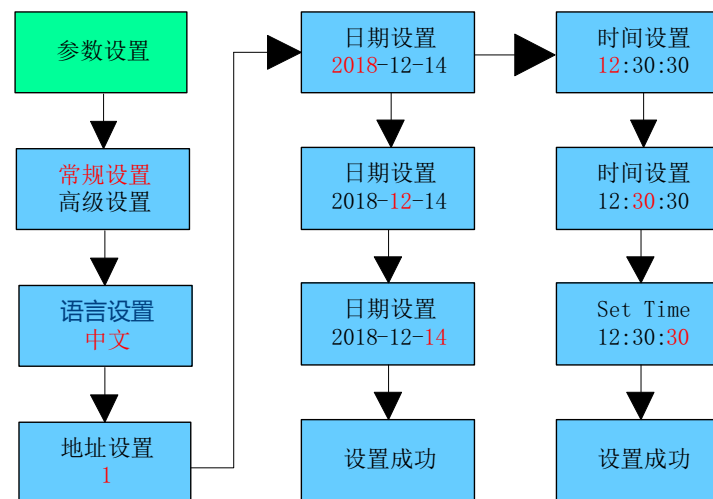 参数设置
常规设置
高级设置
语言设置
中文
地址设置
1
日期设置
2018-12-14
日期设置
2018-12-14
日期设置
2018-12-14
设置成功
时间设置
12:30:30
时间设置
12:30:30
Set Time
12:30:30
设置成功